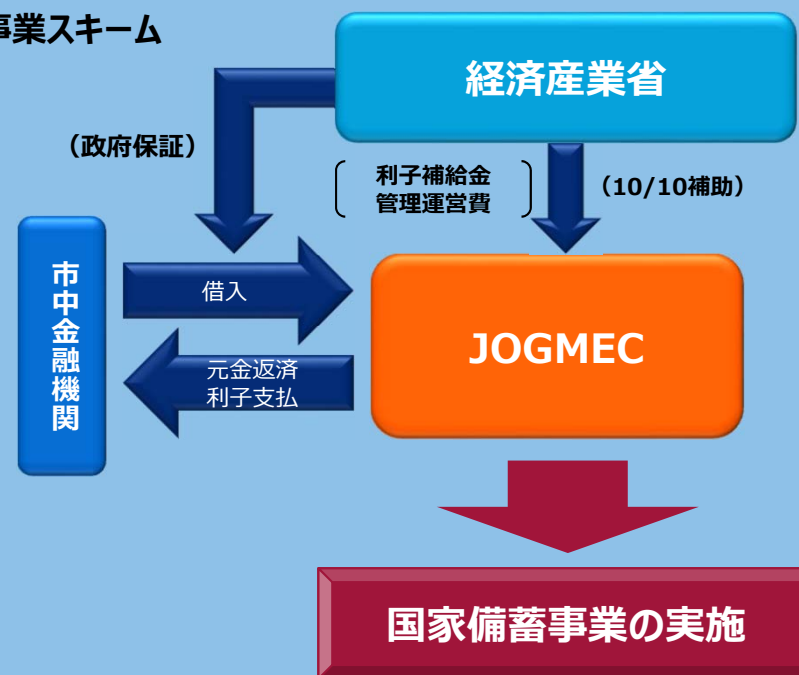 事業スキーム
経済産業省
（政府保証）
利子補給金
管理運営費
（10/10補助）
市中金融機関
借入
JOGMEC
元金返済
利子支払
国家備蓄事業の実施